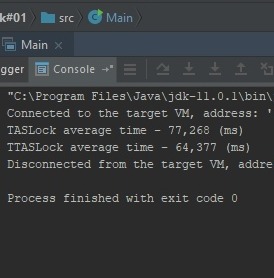 k#01 src Main
Main
gger Console
"C:\Program Files\Java\jdk-11.0.1\bin\
Connected to the target VM, address: '
TASLock average time - 77,268 (ms)
TTASLock average time - 64,377 (ms)
Disconnected from the target VM, addre
Process finished with exit code 0